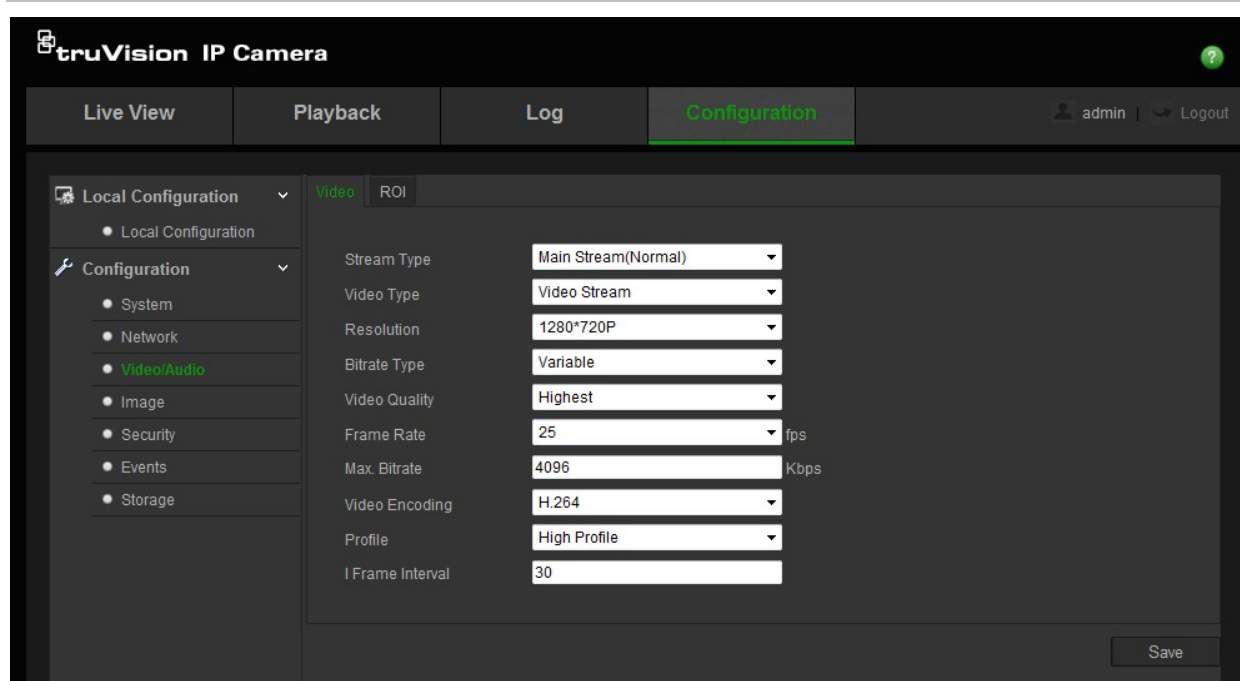 truVision IP Camera
?
Live View Playback Log Configuration admin | Logout
Local Configuration
Local Configuration
Configuration
System
Network
Video/Audio
Image
Security
Events
Storage
Video ROI
Stream Type Main Stream(Normal)
Video Type Video Stream
Resolution 1280*720P
Bitrate Type Variable
Video Quality Highest
Frame Rate 25 fps
Max. Bitrate 4096 Kbps
Video Encoding H.264
Profile High Profile
I Frame Interval 30
Save